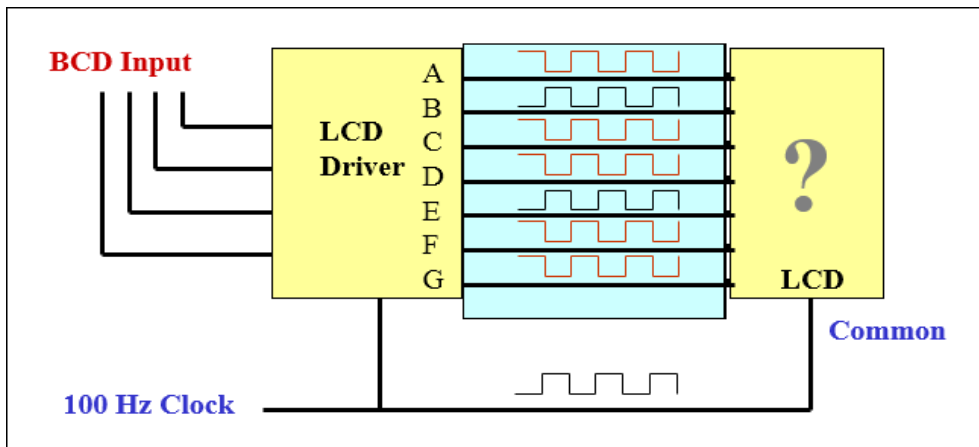 BCD Input
LCD
Driver
A
B
C
D
E
F
G
?
LCD
Common
100 Hz Clock